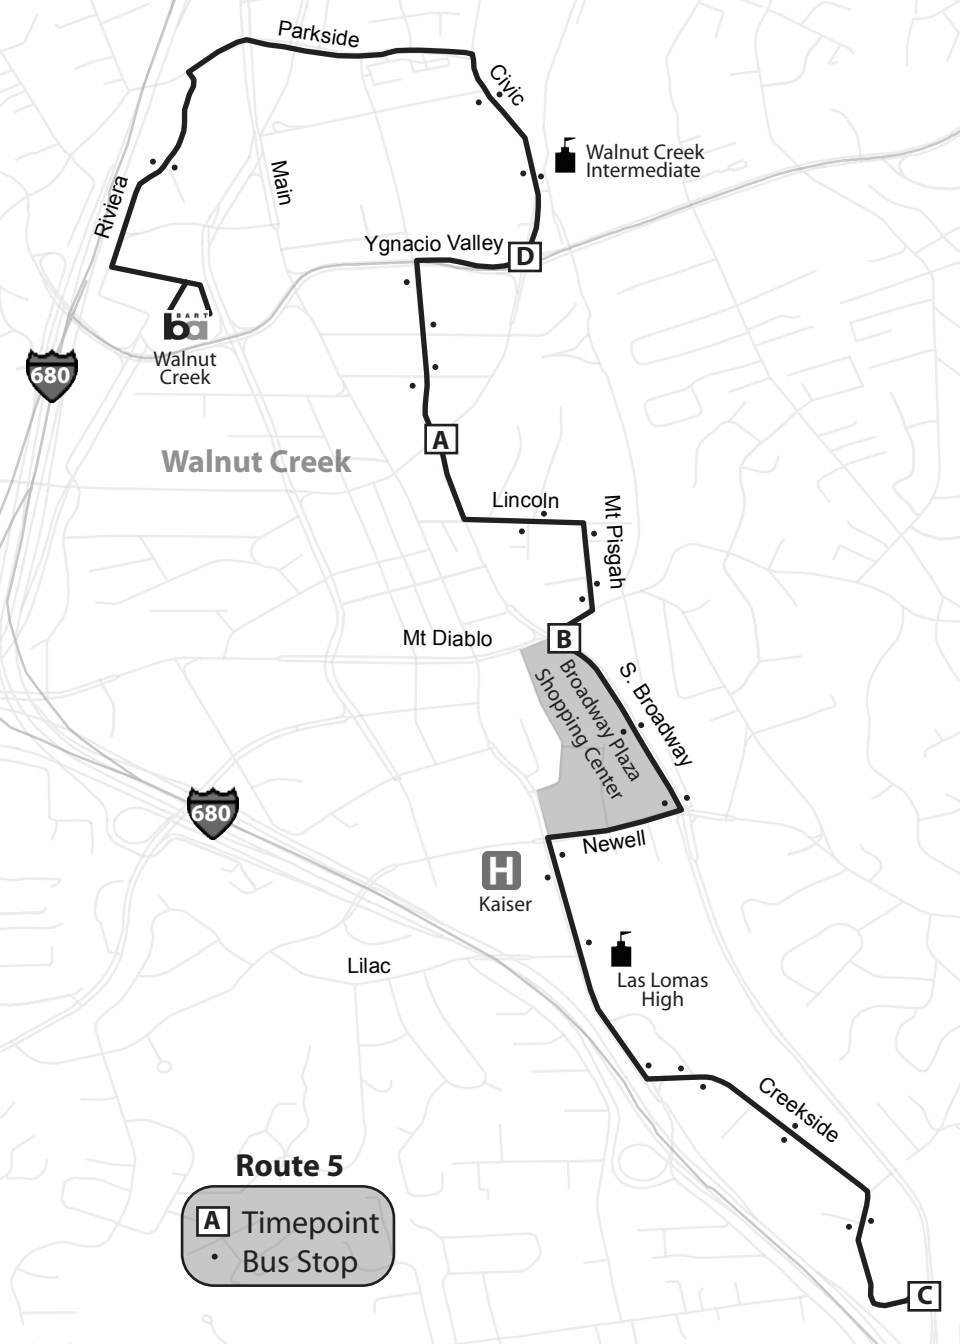 Parkside
Civic
Walnut Creek
Intermediate
Main
Riviera
Ygnacio Valley
D
BART
ba
Walnut
Creek
680
A
Walnut Creek
Lincoln
Mt Pisgah
Mt Diablo
B
S. Broadway
Broadway Plaza
Shopping Center
680
Newell
H
Kaiser
Las Lomas
High
Lilac
Creekside
Route 5
A Timepoint
Bus Stop
C